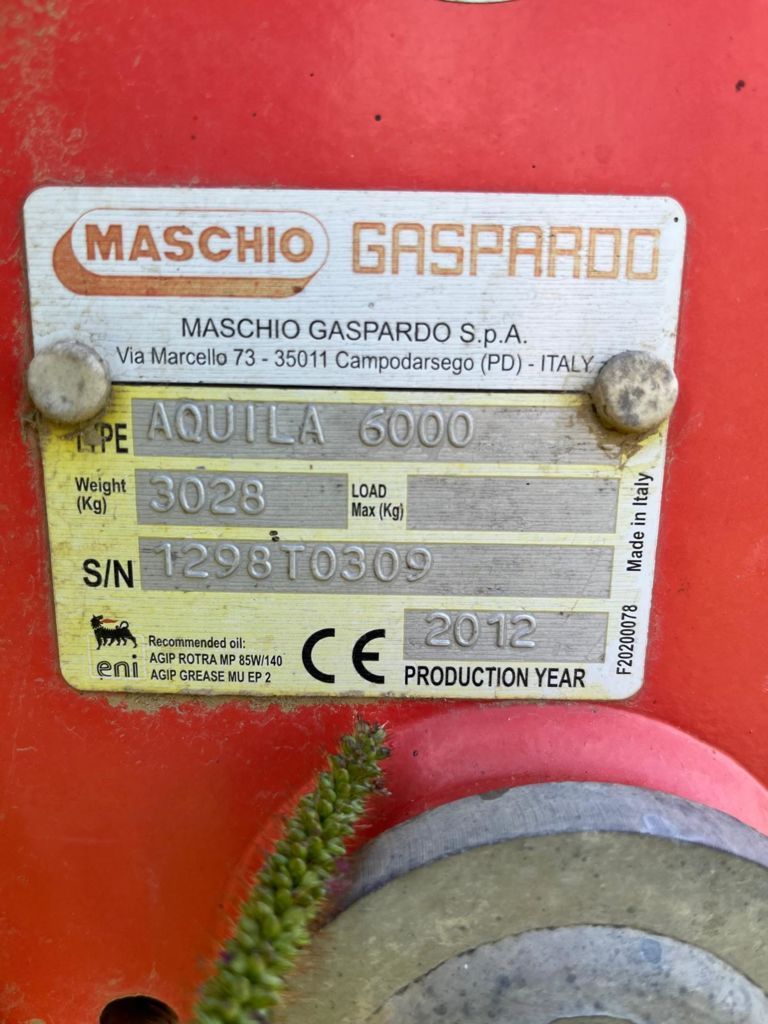 MASCHIO GASPARDO
MASCHIO GASPARDO S.p.A.
Via Marcello 73 - 35011 Campodarsego (PD) - ITALY
TYPE AQUILA 6000
Weight (Kg) 3028 LOAD Max (Kg)
S/N 1298T0309
Made in Italy
F20200078
eni
Recommended oil:
AGIP ROTRA MP 85W/140
AGIP GREASE MU EP 2
CE
2012
PRODUCTION YEAR